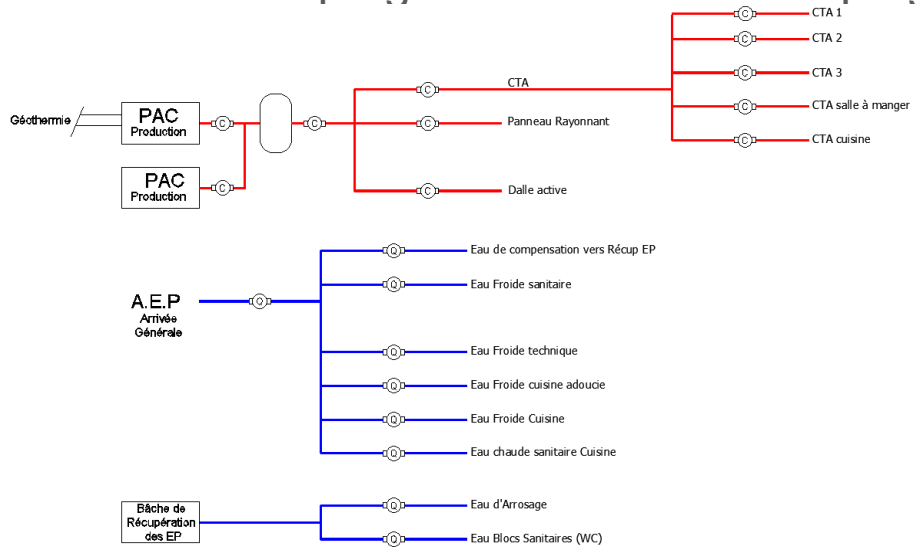 C
CTA 1
C
CTA 2
C
CTA
C
CTA 3
Géothermie
PAC
Production
C
C
C
Panneau Rayonnant
C
CTA salle à manger
C
CTA cuisine
PAC
Production
C
C
Dalle active
Q
Eau de compensation vers Récup EP
A.E.P
Arrivée
Générale
Q
Q
Eau Froide sanitaire
Q
Eau Froide technique
Q
Eau Froide cuisine adoucie
Q
Eau Froide Cuisine
Q
Eau chaude sanitaire Cuisine
Bâche de
Récupération
des EP
Q
Eau d'Arrosage
Q
Eau Blocs Sanitaires (WC)